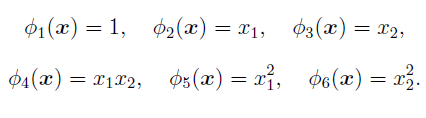 ϕ₁(𝒙) = 1, ϕ₂(𝒙) = x₁, ϕ₃(𝒙) = x₂,
ϕ₄(𝒙) = x₁x₂, ϕ₅(𝒙) = x₁², ϕ₆(𝒙) = x₂².